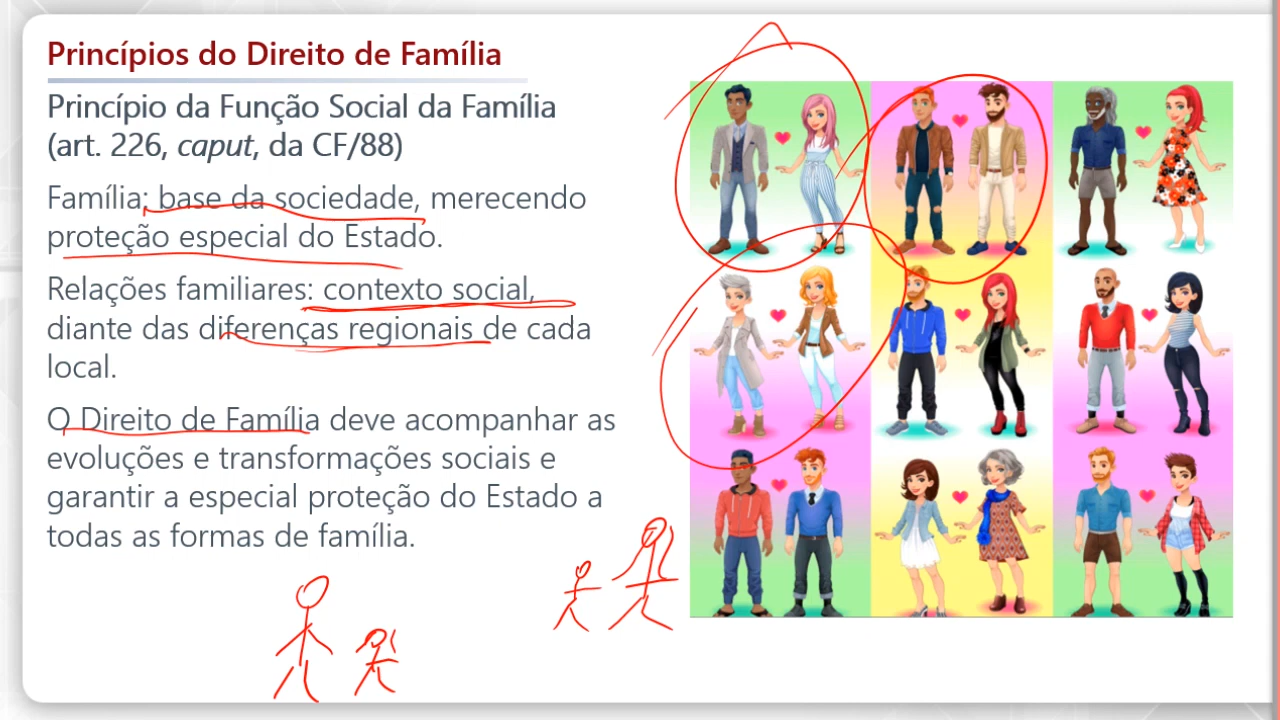 Princípios do Direito de Família
Princípio da Função Social da Família
(art. 226, caput, da CF/88)
Família: base da sociedade, merecendo
proteção especial do Estado.
Relações familiares: contexto social,
diante das diferenças regionais de cada
local.
O Direito de Família deve acompanhar as
evoluções e transformações sociais e
garantir a especial proteção do Estado a
todas as formas de família.